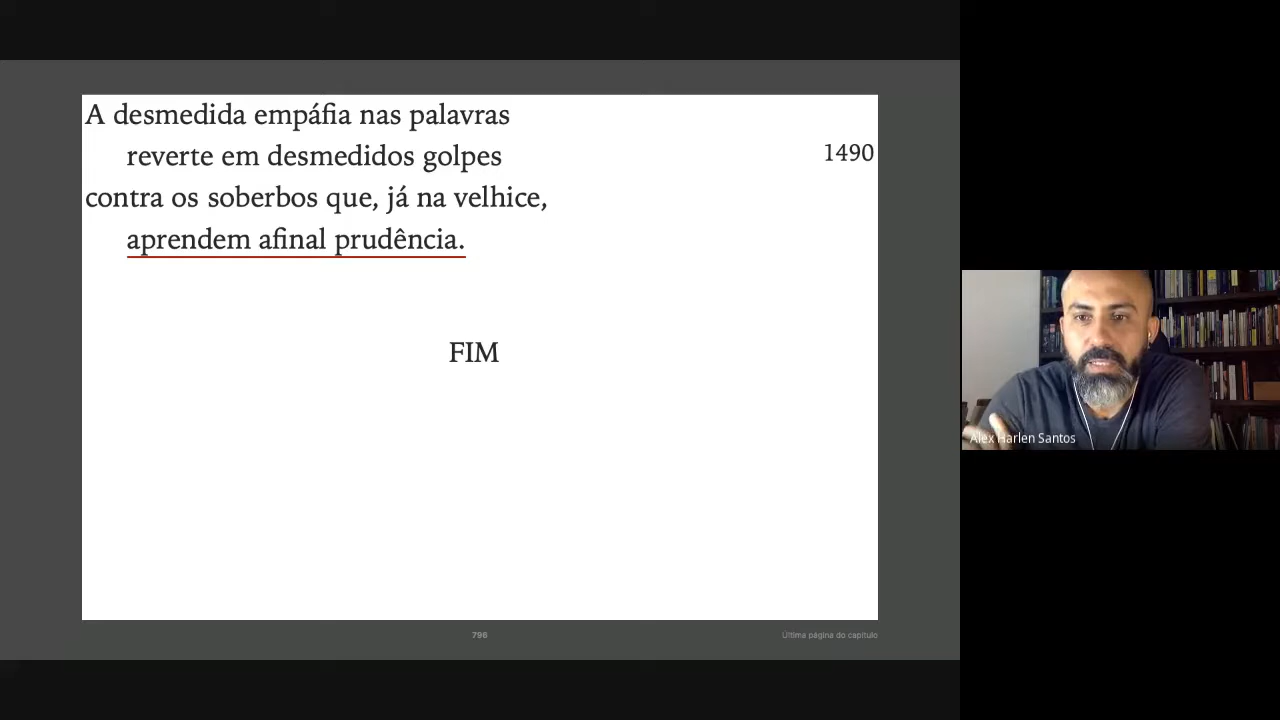 A desmedida empáfia nas palavras
reverte em desmedidos golpes
1490
contra os soberbos que, já na velhice,
aprendem afinal prudência.
FIM
796
Última página do capítulo
Alex Harlen Santos